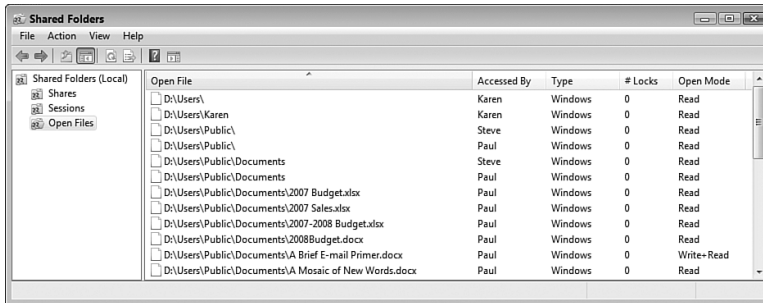 Shared Folders
File Action View Help
Shared Folders (Local)
Shares
Sessions
Open Files
Open File Accessed By Type # Locks Open Mode
D:\Users\ Karen Windows 0 Read
D:\Users\Karen Karen Windows 0 Read
D:\Users\Public\ Steve Windows 0 Read
D:\Users\Public\ Paul Windows 0 Read
D:\Users\Public\Documents Steve Windows 0 Read
D:\Users\Public\Documents Paul Windows 0 Read
D:\Users\Public\Documents\2007 Budget.xlsx Paul Windows 0 Read
D:\Users\Public\Documents\2007 Sales.xlsx Paul Windows 0 Read
D:\Users\Public\Documents\2007-2008 Budget.xlsx Paul Windows 0 Read
D:\Users\Public\Documents\2008Budget.docx Paul Windows 0 Read
D:\Users\Public\Documents\A Brief E-mail Primer.docx Paul Windows 0 Write+Read
D:\Users\Public\Documents\A Mosaic of New Words.docx Paul Windows 0 Read